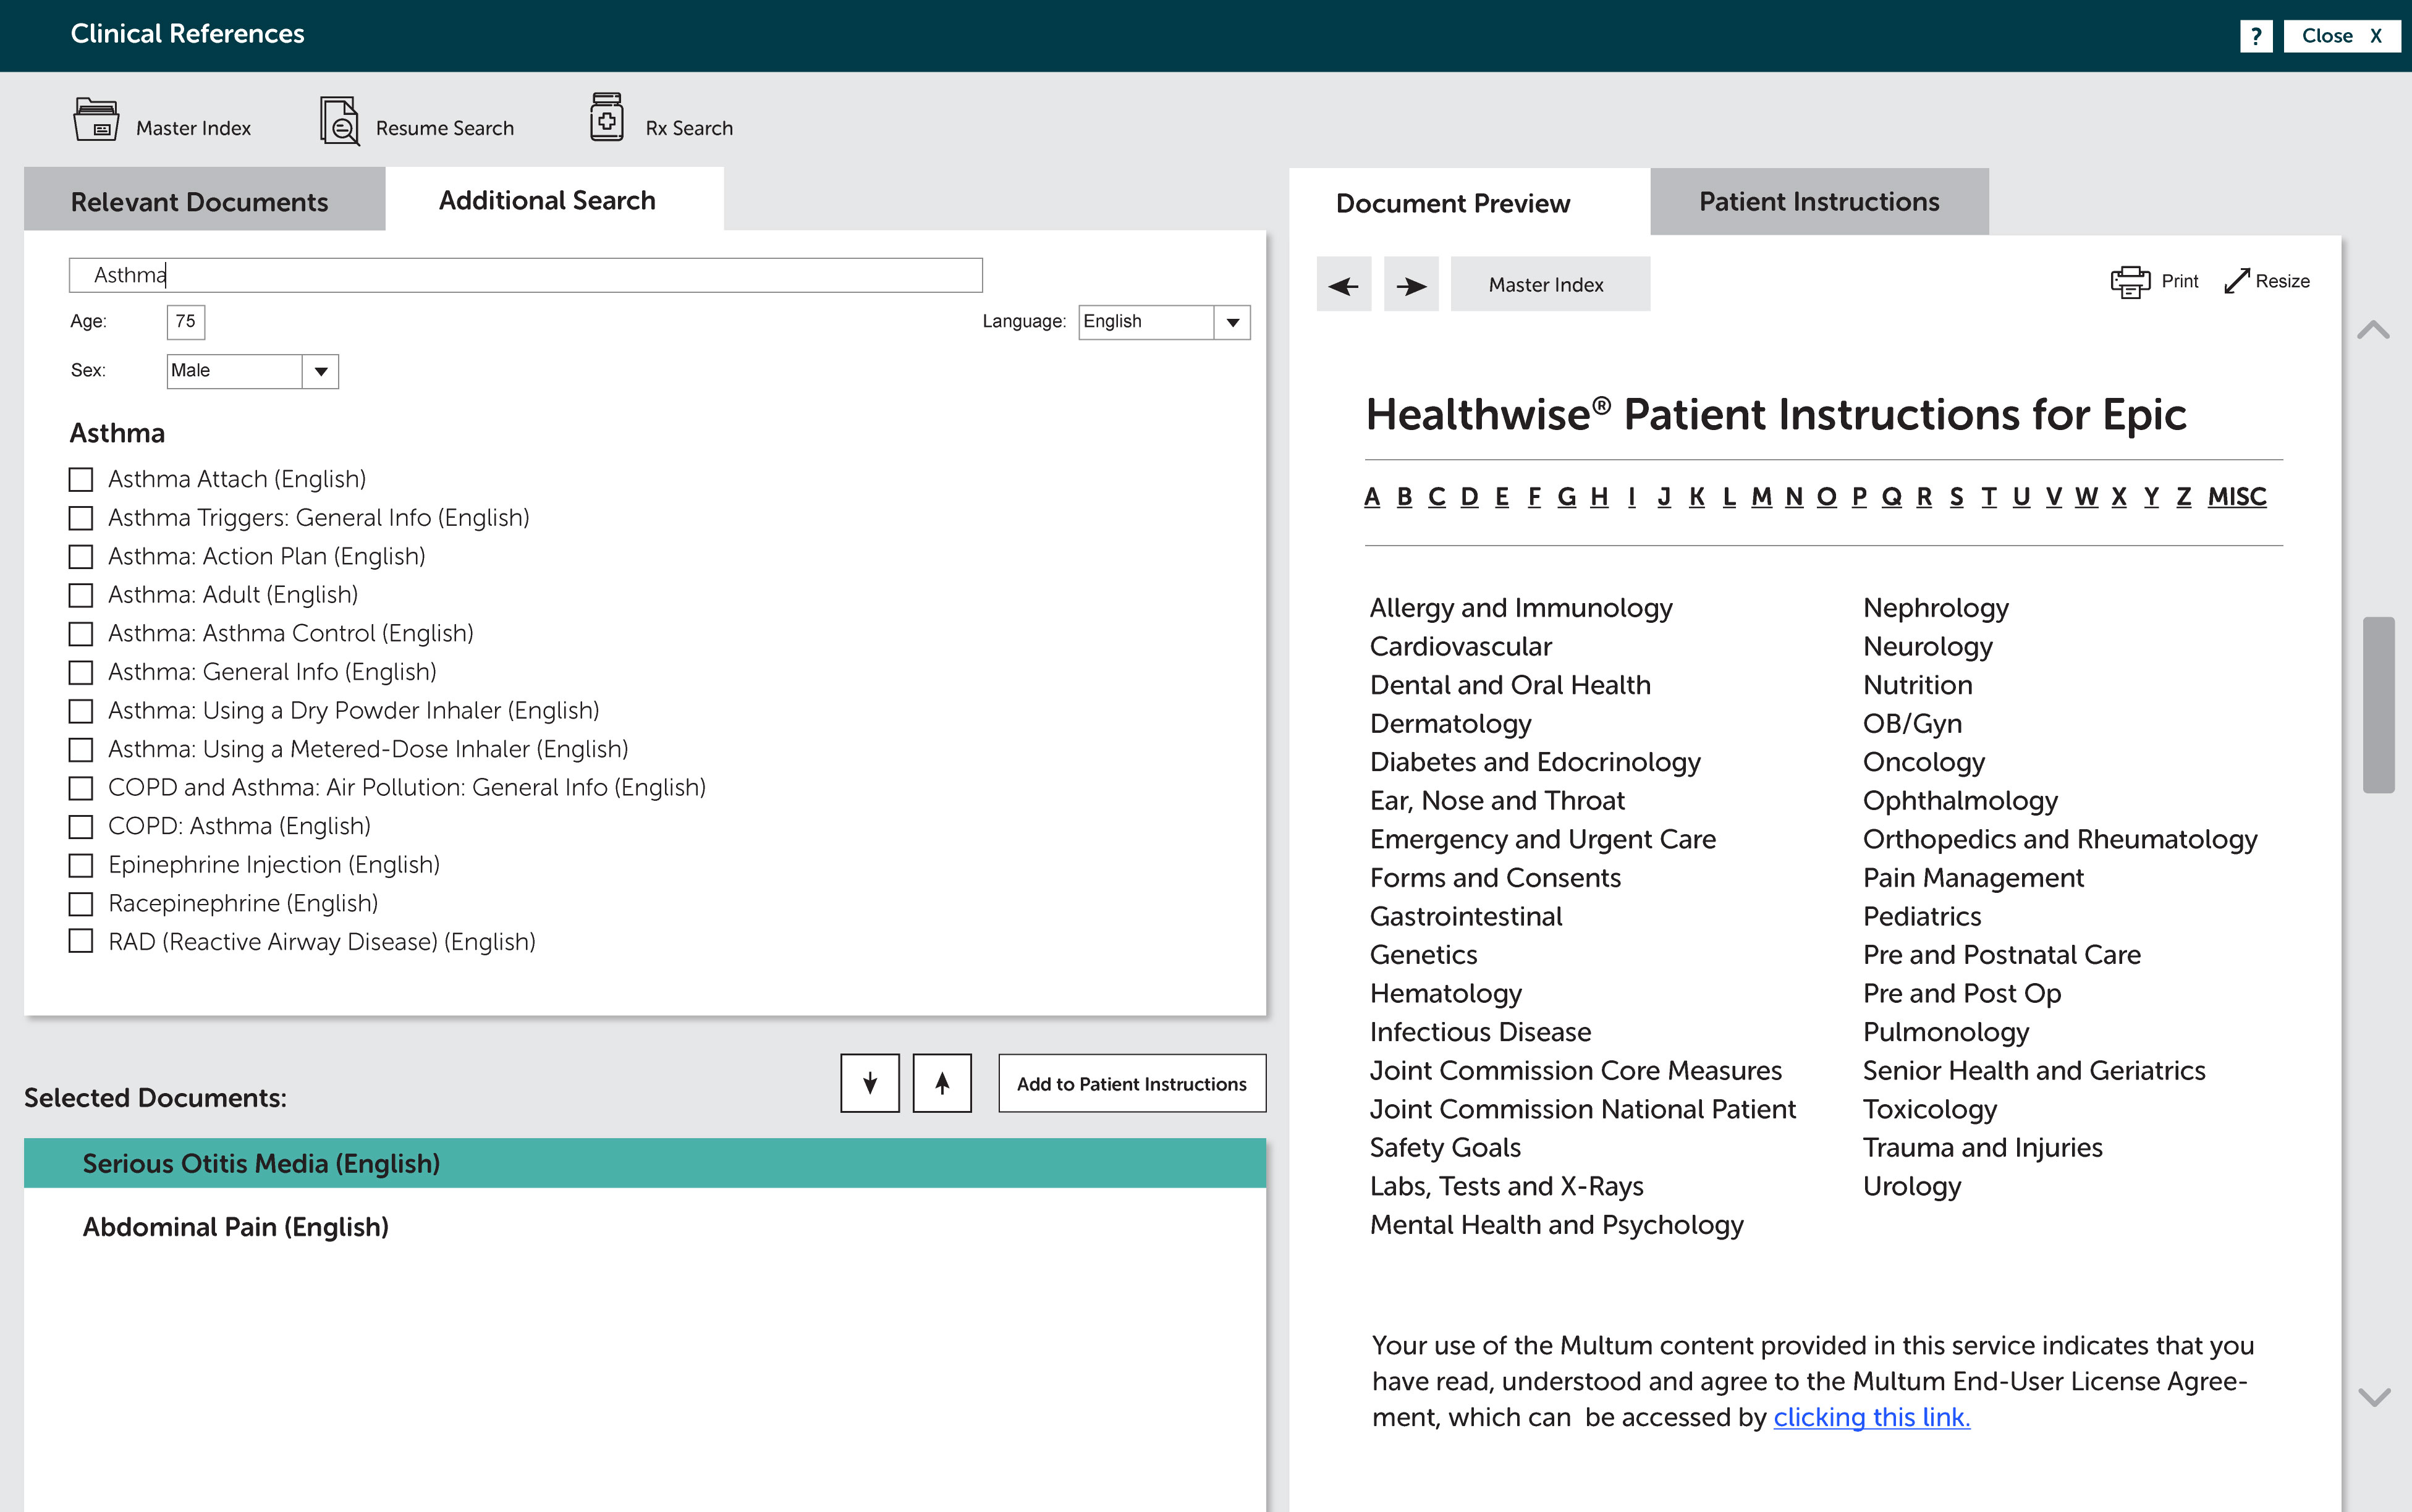 Clinical References
? Close X
Master Index
Resume Search
Rx Search
Relevant Documents
Additional Search
Asthma
Age: 75
Language: English
Sex: Male
Asthma
Asthma Attach (English)
Asthma Triggers: General Info (English)
Asthma: Action Plan (English)
Asthma: Adult (English)
Asthma: Asthma Control (English)
Asthma: General Info (English)
Asthma: Using a Dry Powder Inhaler (English)
Asthma: Using a Metered-Dose Inhaler (English)
COPD and Asthma: Air Pollution: General Info (English)
COPD: Asthma (English)
Epinephrine Injection (English)
Racepinephrine (English)
RAD (Reactive Airway Disease) (English)
Selected Documents:
Add to Patient Instructions
Serious Otitis Media (English)
Abdominal Pain (English)
Document Preview
Patient Instructions
Master Index
Print
Resize
Healthwise® Patient Instructions for Epic
A B C D E F G H I J K L M N O P Q R S T U V W X Y Z MISC
Allergy and Immunology
Cardiovascular
Dental and Oral Health
Dermatology
Diabetes and Edocrinology
Ear, Nose and Throat
Emergency and Urgent Care
Forms and Consents
Gastrointestinal
Genetics
Hematology
Infectious Disease
Joint Commission Core Measures
Joint Commission National Patient
Safety Goals
Labs, Tests and X-Rays
Mental Health and Psychology
Nephrology
Neurology
Nutrition
OB/Gyn
Oncology
Ophthalmology
Orthopedics and Rheumatology
Pain Management
Pediatrics
Pre and Postnatal Care
Pre and Post Op
Pulmonology
Senior Health and Geriatrics
Toxicology
Trauma and Injuries
Urology
Your use of the Multum content provided in this service indicates that you
have read, understood and agree to the Multum End-User License Agree-
ment, which can be accessed by clicking this link.